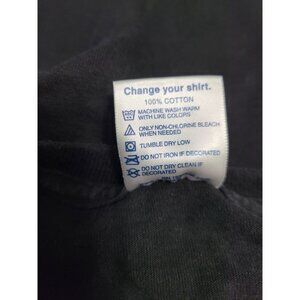 Change your shirt.
100% COTTON
MACHINE WASH WARM
WITH LIKE COLORS
ONLY NON-CHLORINE BLEACH
WHEN NEEDED
TUMBLE DRY LOW
DO NOT IRON IF DECORATED
DO NOT DRY CLEAN IF
DECORATED